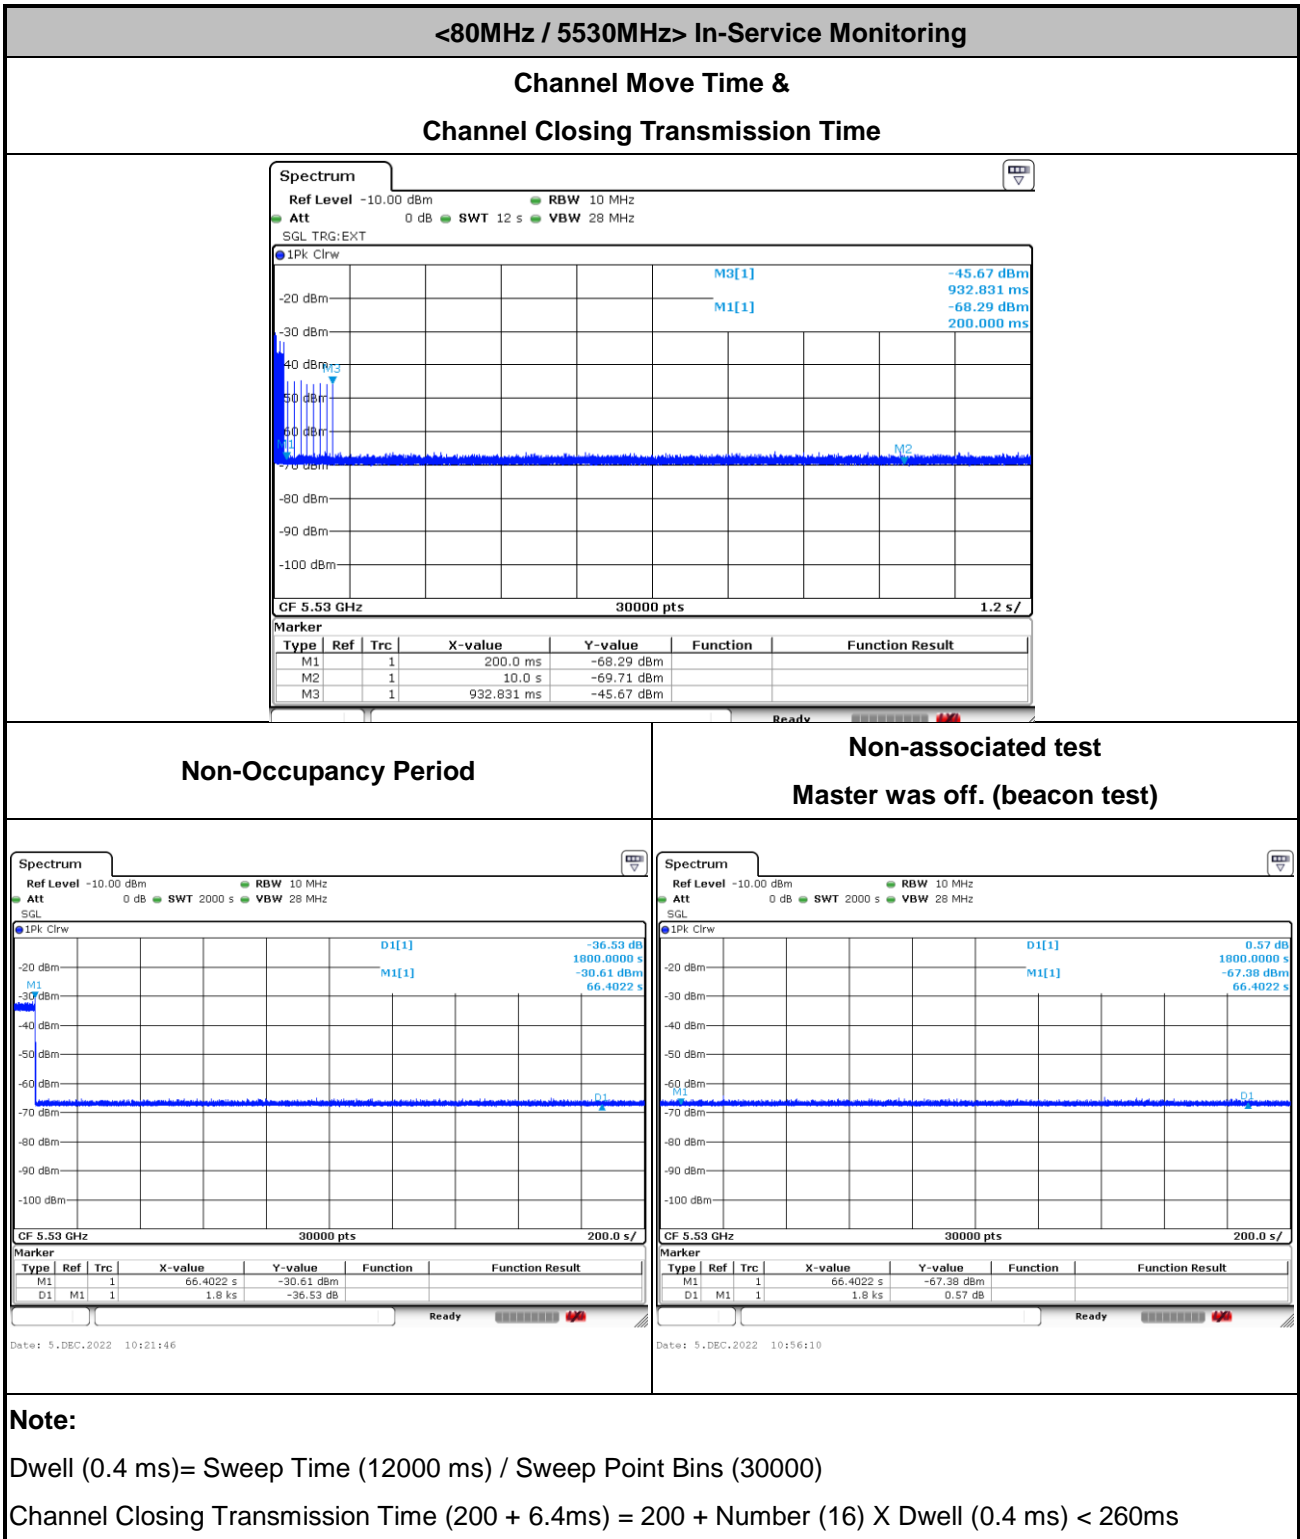 <80MHz / 5530MHz> In-Service Monitoring
Channel Move Time &
Channel Closing Transmission Time
Spectrum
Ref Level -10.00 dBm RBW 10 MHz
Att 0 dB SWT 12 s VBW 28 MHz
SGL TRG:EXT
1Pk Clrw
M3[1] -45.67 dBm
932.831 ms
M1[1] -68.29 dBm
200.000 ms
-20 dBm
-30 dBm
-40 dBm
M3
-50 dBm
-60 dBm
M1
M2
-70 dBm
-80 dBm
-90 dBm
-100 dBm
CF 5.53 GHz 30000 pts 1.2 s/
Marker
Type Ref Trc X-value Y-value Function Function Result
M1 1 200.0 ms -68.29 dBm
M2 1 10.0 s -69.71 dBm
M3 1 932.831 ms -45.67 dBm
Ready
Non-Occupancy Period
Non-associated test
Master was off. (beacon test)
Spectrum
Ref Level -10.00 dBm RBW 10 MHz
Att 0 dB SWT 2000 s VBW 28 MHz
SGL
1Pk Clrw
D1[1] -36.53 dB
1800.0000 s
M1[1] -30.61 dBm
66.4022 s
-20 dBm
M1
-30 dBm
-40 dBm
-50 dBm
-60 dBm
D1
-70 dBm
-80 dBm
-90 dBm
-100 dBm
CF 5.53 GHz 30000 pts 200.0 s/
Marker
Type Ref Trc X-value Y-value Function Function Result
M1 1 66.4022 s -30.61 dBm
D1 M1 1 1.8 ks -36.53 dB
Ready
Date: 5.DEC.2022 10:21:46
Spectrum
Ref Level -10.00 dBm RBW 10 MHz
Att 0 dB SWT 2000 s VBW 28 MHz
SGL
1Pk Clrw
D1[1] 0.57 dB
1800.0000 s
M1[1] -67.38 dBm
66.4022 s
-20 dBm
-30 dBm
-40 dBm
-50 dBm
-60 dBm
M1
D1
-70 dBm
-80 dBm
-90 dBm
-100 dBm
CF 5.53 GHz 30000 pts 200.0 s/
Marker
Type Ref Trc X-value Y-value Function Function Result
M1 1 66.4022 s -67.38 dBm
D1 M1 1 1.8 ks 0.57 dB
Ready
Date: 5.DEC.2022 10:56:10
Note:
Dwell (0.4 ms)= Sweep Time (12000 ms) / Sweep Point Bins (30000)
Channel Closing Transmission Time (200 + 6.4ms) = 200 + Number (16) X Dwell (0.4 ms) < 260ms